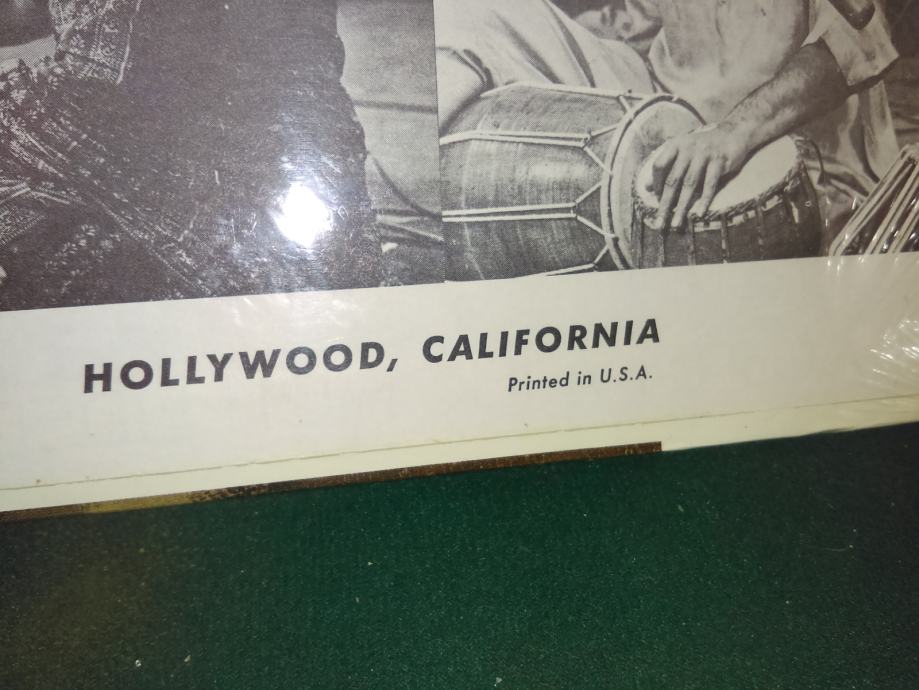 HOLLYWOOD, CALIFORNIA
Printed in U.S.A.